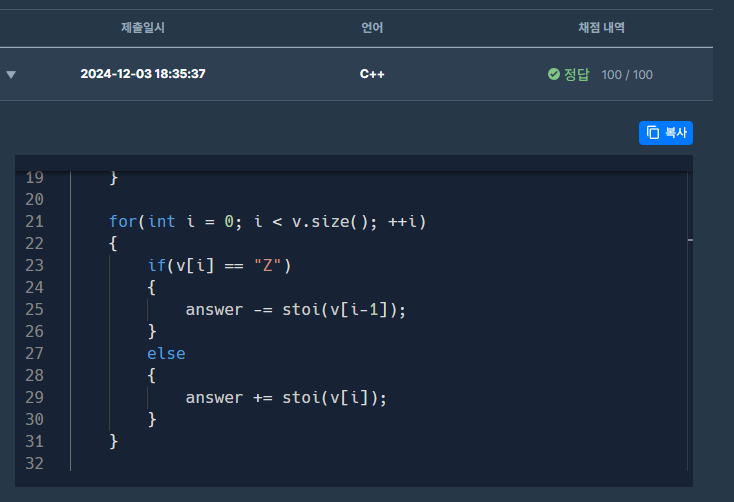 제출일시 언어 채점 내역
▼ 2024-12-03 18:35:37 C++ 정답 100 / 100
복사
19     }
20
21     for(int i = 0; i < v.size(); ++i)
22     {
23         if(v[i] == "Z")
24         {
25             answer -= stoi(v[i-1]);
26         }
27         else
28         {
29             answer += stoi(v[i]);
30         }
31     }
32